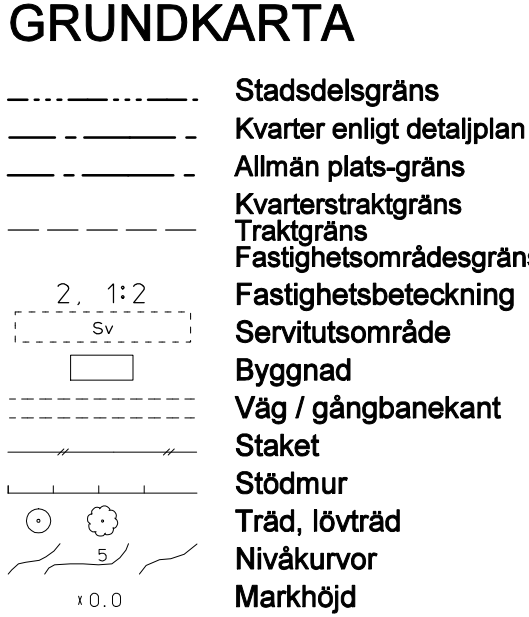 GRUNDKARTA
Stadsdelsgräns
Kvarter enligt detaljplan
Allmän plats-gräns
Kvarterstraktgräns
Traktgräns
Fastighetsområdesgräns
2, 1:2 Fastighetsbeteckning
Sv Servitutsområde
Byggnad
Väg / gångbanekant
Staket
Stödmur
Träd, lövträd
5 Nivåkurvor
x0.0 Markhöjd